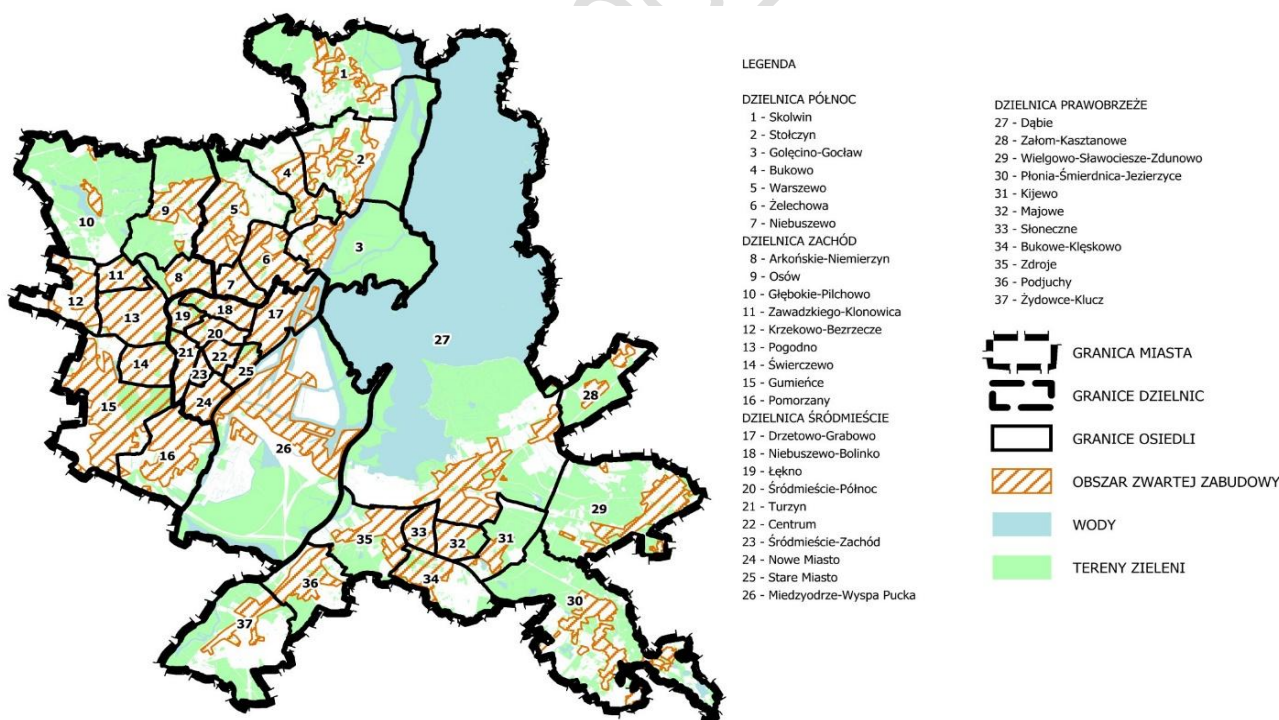 LEGENDA
DZIELNICA PÓŁNOC
1 - Skolwin
2 - Stołczyn
3 - Golęcino-Gocław
4 - Bukowo
5 - Warszewo
6 - Żelechowa
7 - Niebuszewo
DZIELNICA ZACHÓD
8 - Arkońskie-Niemierzyn
9 - Osów
10 - Głębokie-Pilchowo
11 - Zawadzkiego-Klonowica
12 - Krzekowo-Bezrzecze
13 - Pogodno
14 - Świerczewo
15 - Gumieńce
16 - Pomorzany
DZIELNICA ŚRÓDMIEŚCIE
17 - Drzetowo-Grabowo
18 - Niebuszewo-Bolinko
19 - Łękno
20 - Śródmieście-Północ
21 - Turzyn
22 - Centrum
23 - Śródmieście-Zachód
24 - Nowe Miasto
25 - Stare Miasto
26 - Miedzyodrze-Wyspa Pucka
DZIELNICA PRAWOBRZEŻE
27 - Dąbie
28 - Załom-Kasztanowe
29 - Wielgowo-Sławociesze-Zdunowo
30 - Płonia-Śmierdnica-Jezierzyce
31 - Kijewo
32 - Majowe
33 - Słoneczne
34 - Bukowe-Klęskowo
35 - Zdroje
36 - Podjuchy
37 - Żydowce-Klucz
GRANICA MIASTA
GRANICE DZIELNIC
GRANICE OSIEDLI
OBSZAR ZWARTEJ ZABUDOWY
WODY
TERENY ZIELENI
1
2
4
9
5
10
3
6
11
8
7
12
13
19
18
17
20
27
21
22
14
25
23
28
24
15
26
16
29
33
35
32
31
34
36
30
37